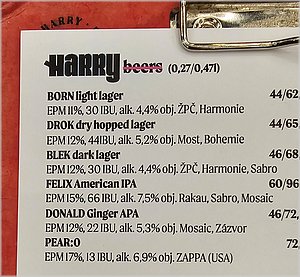 HARRY
HARRY beers (0,27/0,47l)
BORN light lager 44/62,
EPM 11%, 30 IBU, alk. 4,4% obj. ŽPČ, Harmonie
DROK dry hopped lager 44/65,
EPM 12%, 44IBU, alk. 5,2% obj. Most, Bohemie
BLEK dark lager 46/68,
EPM 12%, 30 IBU, alk. 4,4% obj. ŽPČ, Harmonie, Sabro
FELIX American IPA 60/96,
EPM 15%, 66 IBU, alk. 7,5% obj. Rakau, Sabro, Mosaic
DONALD Ginger APA 46/72,
EPM 12%, 22 IBU, alk. 5,3% obj. Mosaic, Zázvor
PEAR:O 72,
EPM 17%, 13 IBU, alk. 6,9% obj. ZAPPA (USA)